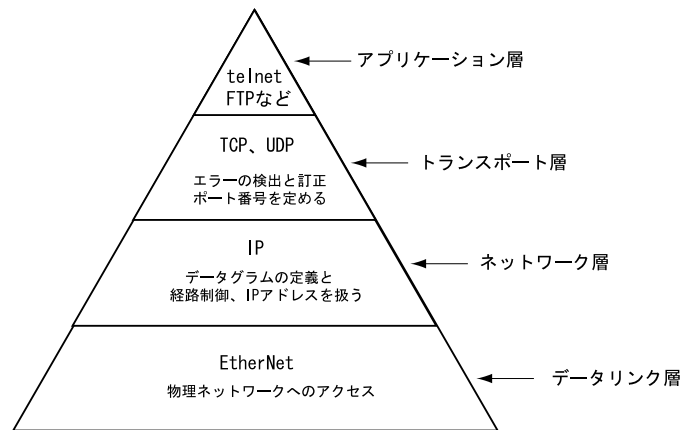 アプリケーション層
telnet
FTPなど
TCP、UDP
トランスポート層
エラーの検出と訂正
ポート番号を定める
IP
ネットワーク層
データグラムの定義と
経路制御、IPアドレスを扱う
EtherNet
データリンク層
物理ネットワークへのアクセス